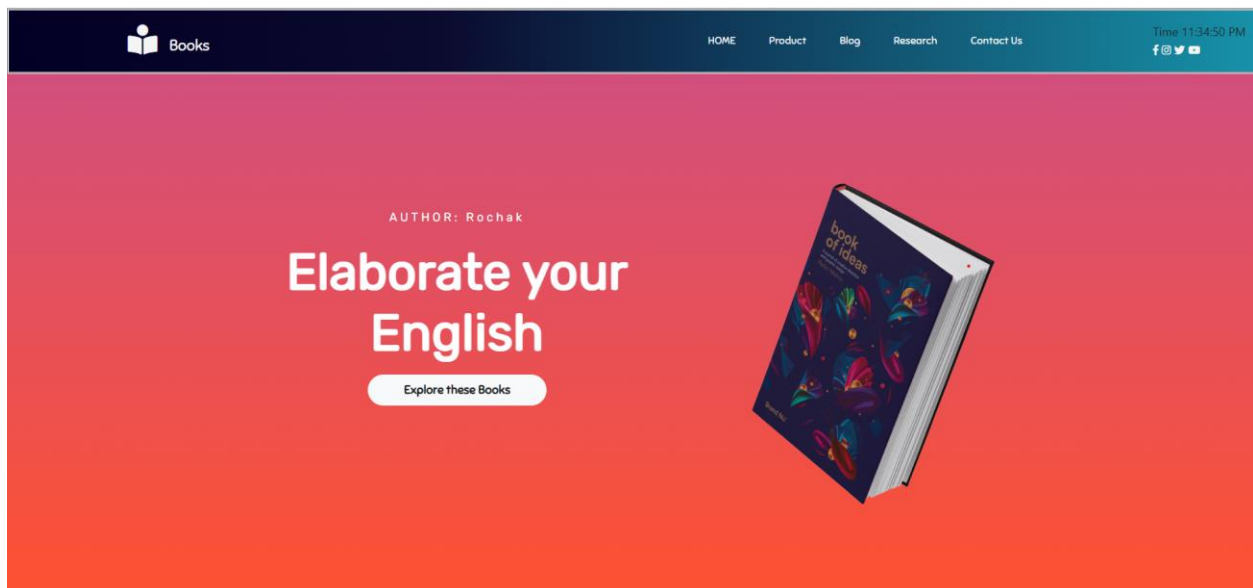 Books
HOME Product Blog Research Contact Us
Time 11:34:50 PM
AUTHOR: Rochak
Elaborate your
English
Explore these Books
book
of ideas